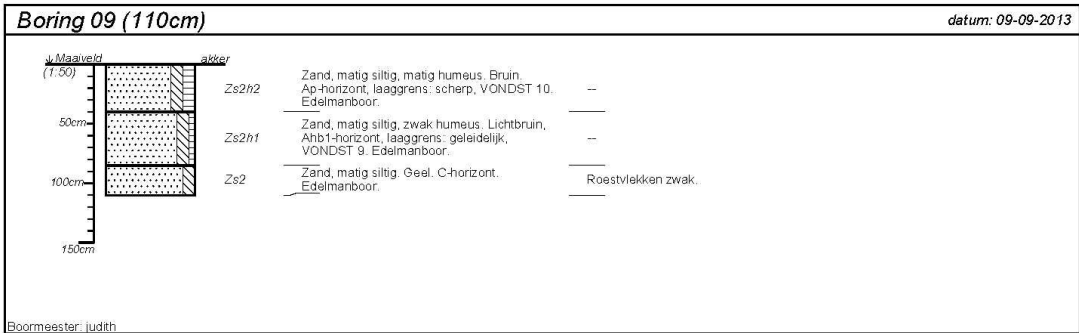 Boring 09 (110cm)
datum: 09-09-2013
Maaiveld
akker
(1:50)
Zs2h2
Zand, matig siltig, matig humeus. Bruin.
Ap-horizont, laaggrens: scherp, VONDST 10.
Edelmanboor.
--
50cm
Zs2h1
Zand, matig siltig, zwak humeus. Lichtbruin,
Ahb1-horizont, laaggrens: geleidelijk,
VONDST 9. Edelmanboor.
--
100cm
Zs2
Zand, matig siltig. Geel. C-horizont.
Edelmanboor.
Roestvlekken zwak.
150cm
Boormeester: judith